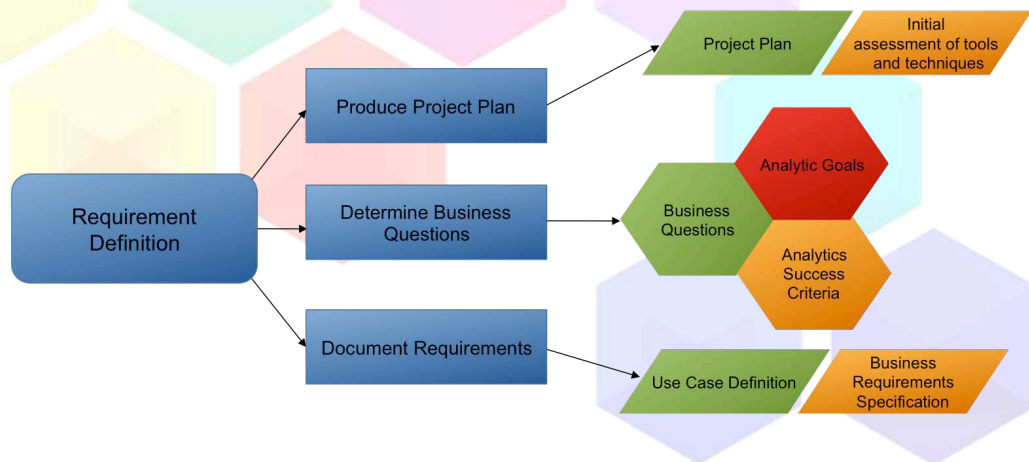 Project Plan
Initial
assessment of tools
and techniques
Produce Project Plan
Analytic Goals
Requirement
Definition
Determine Business
Questions
Business
Questions
Analytics
Success
Criteria
Document Requirements
Use Case Definition
Business
Requirements
Specification